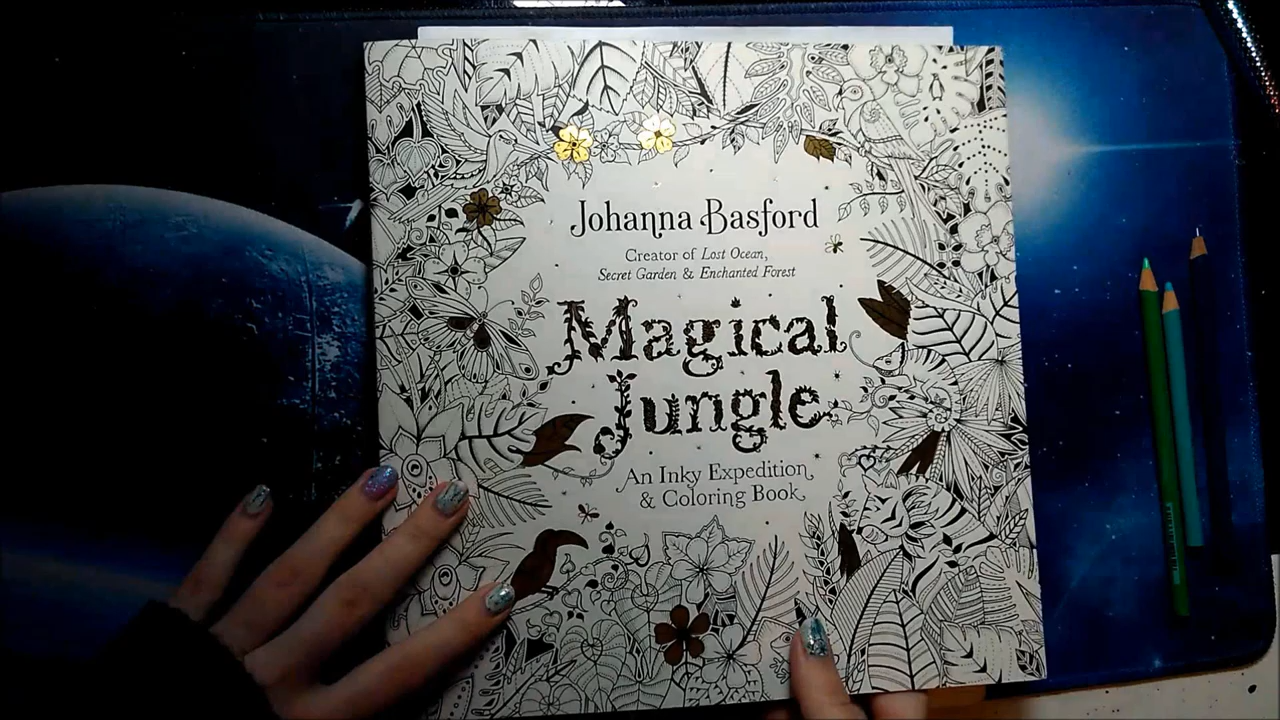 Johanna Basford
Creator of Lost Ocean,
Secret Garden & Enchanted Forest
Magical
Jungle
An Inky Expedition
& Coloring Book